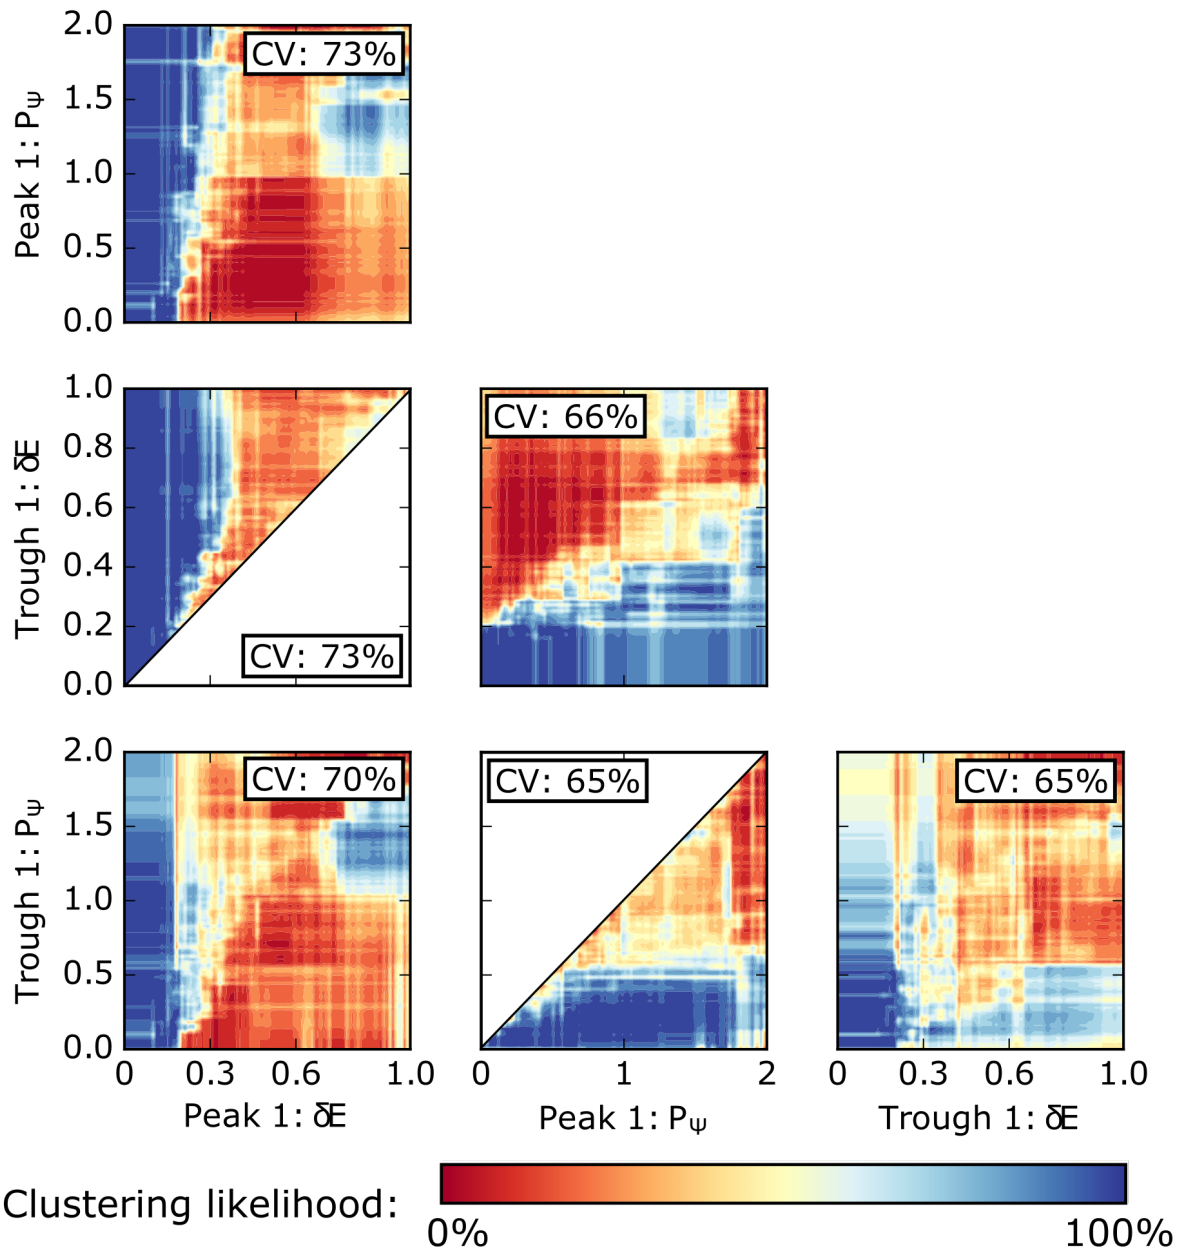 2.0
CV: 73%
1.5
1.0
0.5
0.0
Peak 1: Pψ
1.0
CV: 66%
0.8
0.6
0.4
0.2
0.0
CV: 73%
Trough 1: δE
2.0
CV: 70%
CV: 65%
CV: 65%
1.5
1.0
0.5
0.0
Trough 1: Pψ
0 0.3 0.6 1.0
0 1 2
0 0.3 0.6 1.0
Peak 1: δE
Peak 1: Pψ
Trough 1: δE
Clustering likelihood:
0% 100%